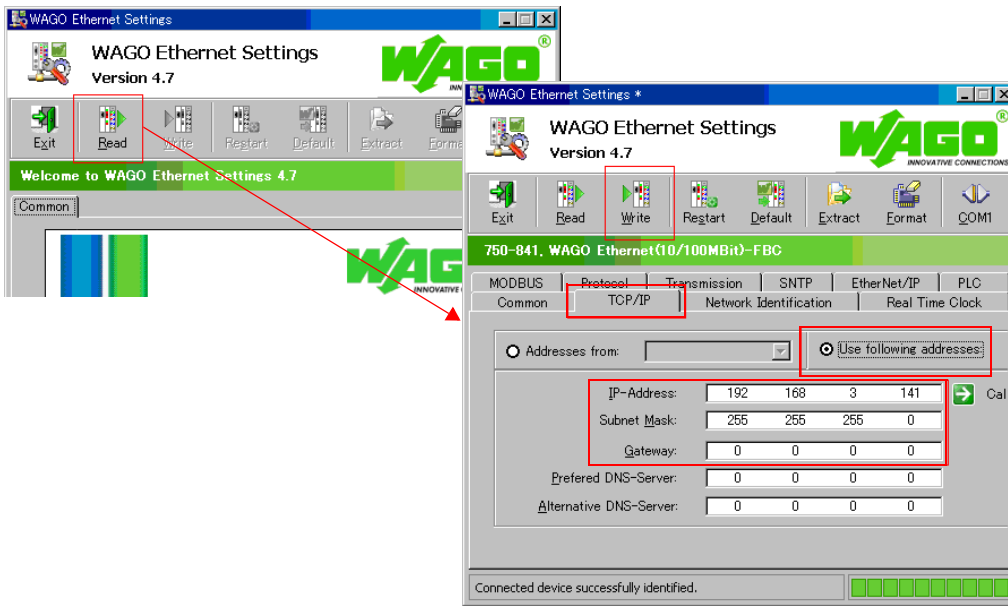 WAGO Ethernet Settings
WAGO Ethernet Settings
Version 4.7
WAGO®
INN
Exit Read Write Restart Default Extract Forma
Welcome to WAGO Ethernet Settings 4.7
Common
WAG
INNOVATIVE
WAGO Ethernet Settings *
WAGO Ethernet Settings
Version 4.7
WAGO®
INNOVATIVE CONNECTIONS
Exit Read Write Restart Default Extract Format COM1
750-841, WAGO Ethernet(10/100MBit)-FBC
MODBUS Protocol Transmission SNTP EtherNet/IP PLC
Common TCP/IP Network Identification Real Time Clock
Addresses from: Use following addresses:
IP-Address: 192 168 3 141 Cal
Subnet Mask: 255 255 255 0
Gateway: 0 0 0 0
Prefered DNS-Server: 0 0 0 0
Alternative DNS-Server: 0 0 0 0
Connected device successfully identified.